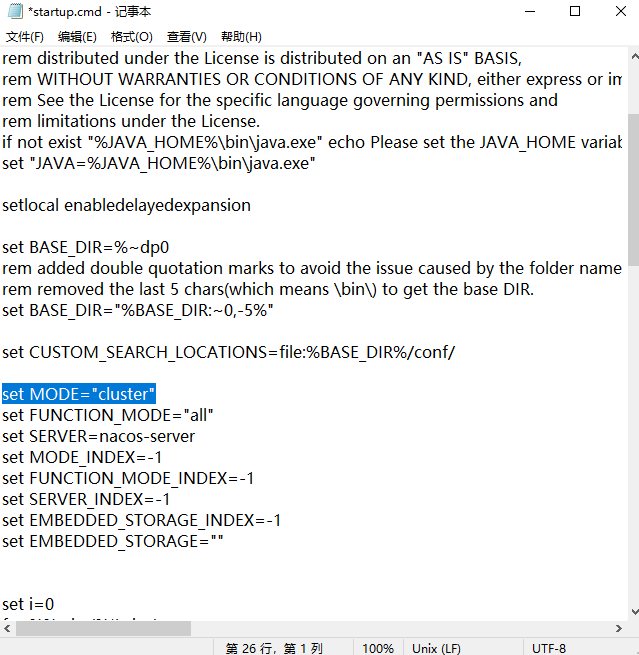 *startup.cmd - 记事本
文件(F) 编辑(E) 格式(O) 查看(V) 帮助(H)
rem distributed under the License is distributed on an "AS IS" BASIS,
rem WITHOUT WARRANTIES OR CONDITIONS OF ANY KIND, either express or im
rem See the License for the specific language governing permissions and
rem limitations under the License.
if not exist "%JAVA_HOME%\bin\java.exe" echo Please set the JAVA_HOME variab
set "JAVA=%JAVA_HOME%\bin\java.exe"
setlocal enabledelayedexpansion
set BASE_DIR=%~dp0
rem added double quotation marks to avoid the issue caused by the folder name
rem removed the last 5 chars(which means \bin\) to get the base DIR.
set BASE_DIR="%BASE_DIR:~0,-5%"
set CUSTOM_SEARCH_LOCATIONS=file:%BASE_DIR%/conf/
set MODE="cluster"
set FUNCTION_MODE="all"
set SERVER=nacos-server
set MODE_INDEX=-1
set FUNCTION_MODE_INDEX=-1
set SERVER_INDEX=-1
set EMBEDDED_STORAGE_INDEX=-1
set EMBEDDED_STORAGE=""
set i=0
第 26 行，第 1 列 100% Unix (LF) UTF-8